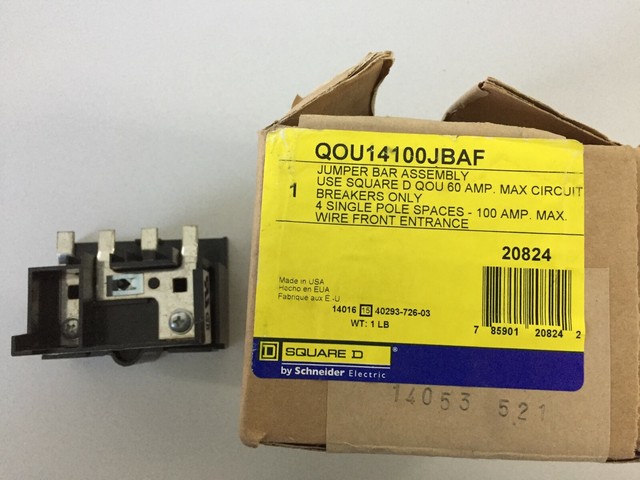 QOU14100JBAF
JUMPER BAR ASSEMBLY
1 USE SQUARE D QOU 60 AMP. MAX CIRCUIT
BREAKERS ONLY
4 SINGLE POLE SPACES - 100 AMP. MAX.
WIRE FRONT ENTRANCE
20824
Made in USA
Hecho en EUA
Fabriqué aux E.-U
14016 15 40293-726-03
WT: 1 LB
7 85901 20824 2
D SQUARE D
by Schneider Electric
14053 521